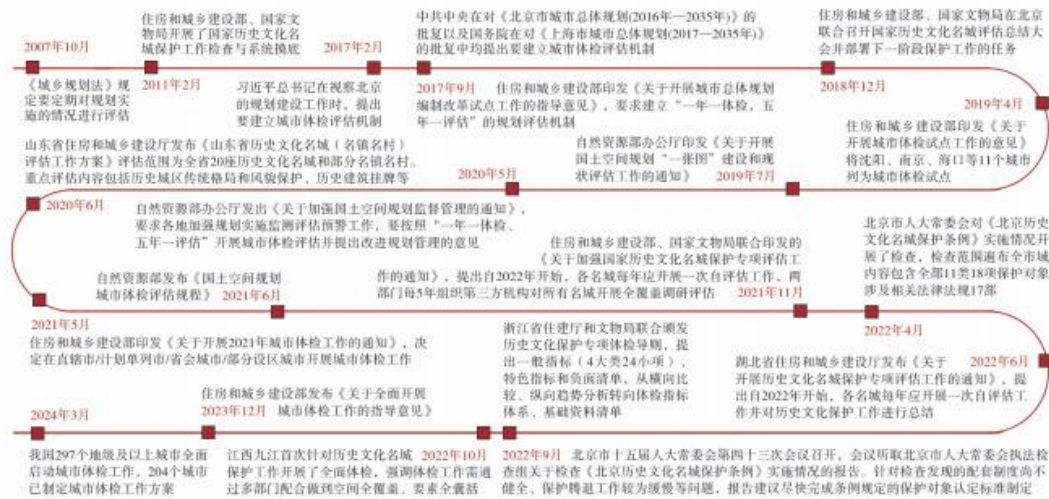 2007年10月
《城乡规划法》规
定要定期对规划实
施的情况进行评估
住房和城乡建设部、国家文
物局开展了国家历史文化名
城保护工作检查与系统摸底
2011年2月
2017年2月
习近平总书记在视察北京
的规划建设工作时，提出
要建立城市体检评估机制
中共中央在对《北京市城市总体规划(2016年—2035年)》的
批复以及国务院在对《上海市城市总体规划(2017—2035年)》
的批复中均提出要建立城市体检评估机制
2017年9月 住房和城乡建设部印发《关于开展城市总体规划
编制改革试点工作的指导意见》，要求建立“一年一体检，五
年一评估”的规划评估机制
住房和城乡建设部、国家文物局在北京
联合召开国家历史文化名城评估总结大
会并部署下一阶段保护工作的任务
2018年12月
2019年4月
住房和城乡建设部印发《关于
开展城市体检试点工作的意见》
将沈阳、南京、海口等11个城市
列为城市体检试点
自然资源部办公厅印发《关于开展
国土空间规划“一张图”建设和现
状评估工作的通知》 2019年7月
2020年5月
自然资源部办公厅发出《关于加强国土空间规划监督管理的通知》，
要求各地加强规划实施监测评估预警工作，要按照“一年一体检、
五年一评估”开展城市体检评估并提出改进规划管理的意见
山东省住房和城乡建设厅发布《山东省历史文化名城（名镇名村）
评估工作方案》评估范围为全省20座历史文化名城和部分名镇名村。
重点评估内容包括历史城区传统格局和风貌保护、历史建筑挂牌等
2020年6月
2021年5月
住房和城乡建设部印发《关于开展2021年城市体检工作的通知》，决
定在直辖市/计划单列市/省会城市/部分设区城市开展城市体检工作
自然资源部发布《国土空间规划
城市体检评估规程》 2021年6月
住房和城乡建设部、国家文物局联合印发的
《关于加强国家历史文化名城保护专项评估工
作的通知》，提出自2022年开始，各名城每年应开展一次自评估工作，两
部门每5年组织第三方机构对所有名城开展全覆盖调研评估 2021年11月
北京市人大常委会对《北京历史
文化名城保护条例》实施情况开
展了检查，检查范围遍布全市域
内容包含全部11类18项保护对象
涉及相关法律法规17部
2022年4月
湖北省住房和城乡建设厅发布《关于 2022年6月
开展历史文化名城保护专项评估工作的通知》，提
出自2022年开始，各名城每年应开展一次自评估工
作并对历史文化保护工作进行总结
浙江省住建厅和文物局联合颁发
历史文化保护专项体检导则，提
出一般指标（4大类24小项）、
特色指标和负面清单，从横向比
较、纵向趋势分析转向体检指标
体系、基础资料清单
2022年9月 北京市十五届人大常委会第四十三次会议召开。会议听取北京市人大常委会执法检
查组关于检查《北京历史文化名城保护条例》实施情况的报告。针对检查发现的配套制度尚不
健全、保护腾退工作较为缓慢等问题，报告建议尽快完成条例规定的保护对象认定标准制定
江西九江首次针对历史文化名城 2022年10月
保护工作开展了全面体检，强调体检工作需通
过多部门配合做到空间全覆盖、要素全囊括
住房和城乡建设部发布《关于全面开展
2023年12月 城市体检工作的指导意见》
2024年3月
我国297个地级及以上城市全面
启动城市体检工作，204个城市
已制定城市体检工作方案